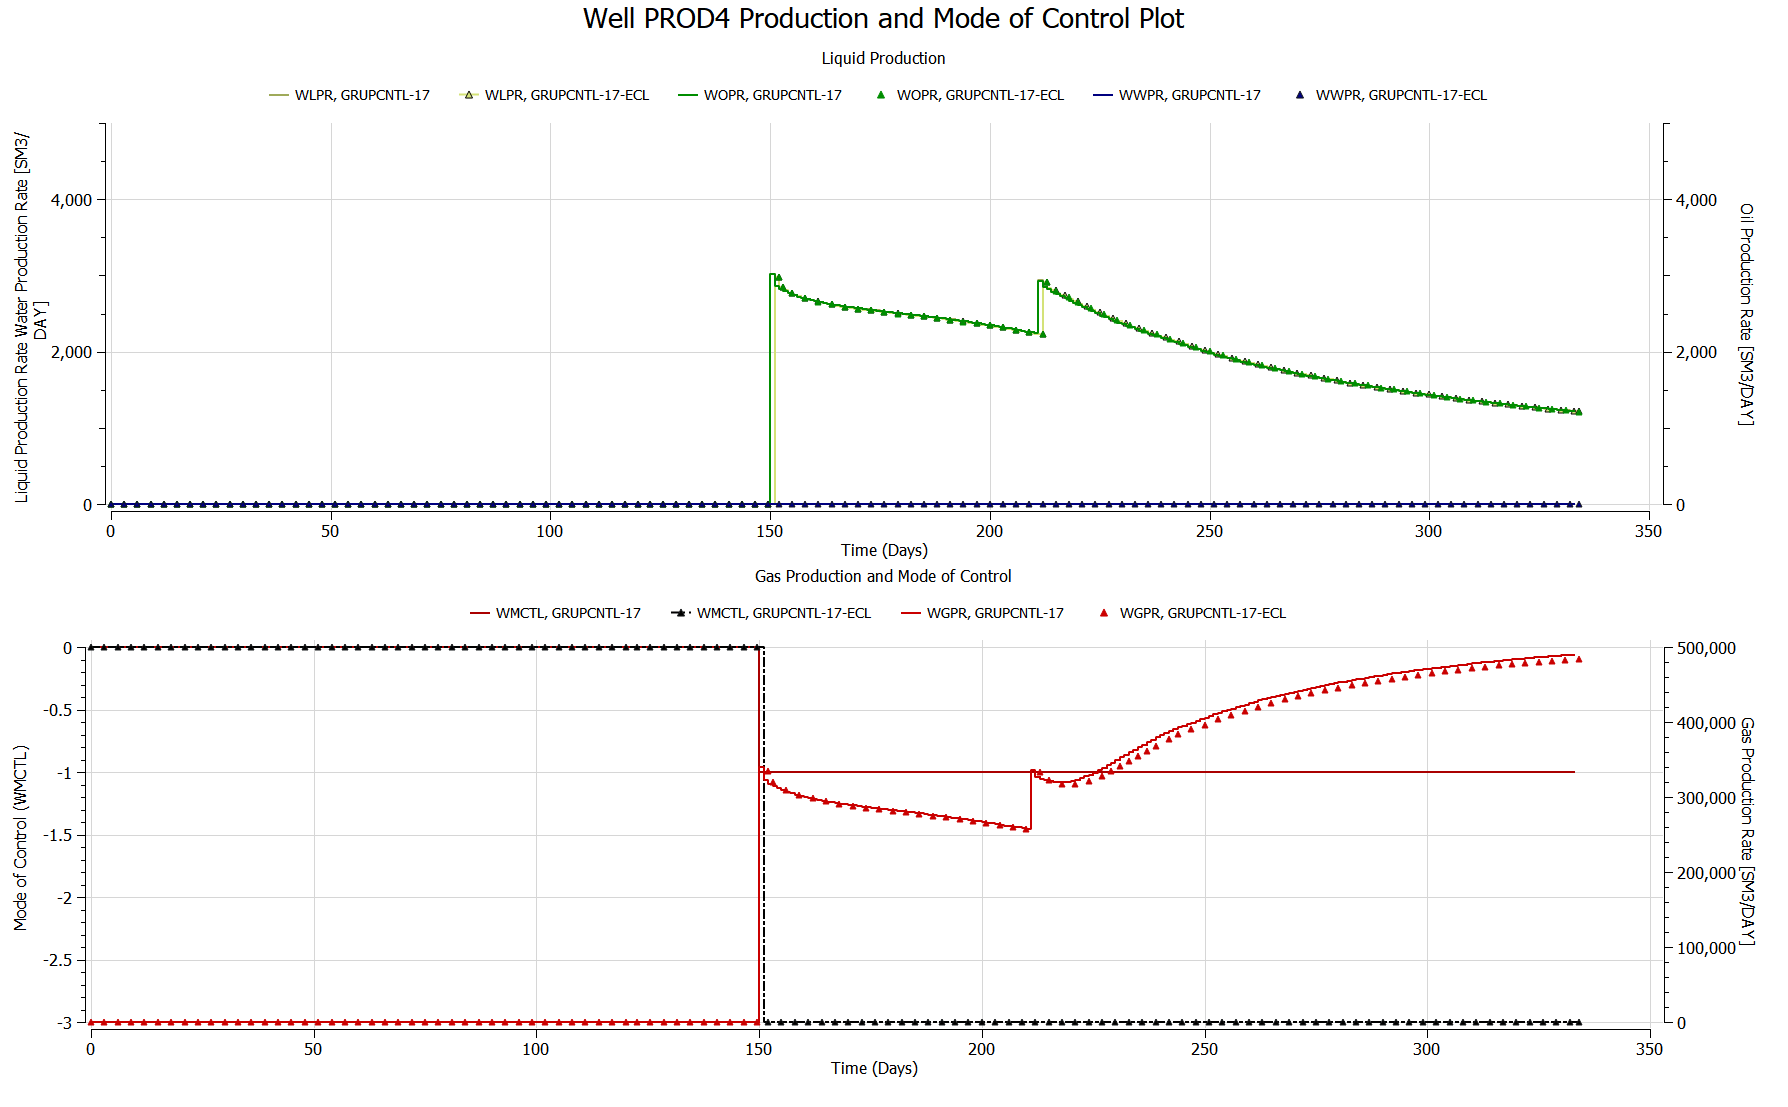 Well PROD4 Production and Mode of Control Plot
Liquid Production
WLPR, GRUPCNTL-17 WLPR, GRUPCNTL-17-ECL WOPR, GRUPCNTL-17 WOPR, GRUPCNTL-17-ECL WWPR, GRUPCNTL-17 WWPR, GRUPCNTL-17-ECL
Liquid Production Rate Water Production Rate [SM3/
DAY]
4,000
2,000
0
4,000
2,000
0
Oil Production Rate [SM3/DAY]
0 50 100 150 200 250 300 350
Time (Days)
Gas Production and Mode of Control
WMCTL, GRUPCNTL-17 WMCTL, GRUPCNTL-17-ECL WGPR, GRUPCNTL-17 WGPR, GRUPCNTL-17-ECL
Mode of Control (WMCTL)
0
-0.5
-1
-1.5
-2
-2.5
-3
500,000
400,000
300,000
200,000
100,000
0
Gas Production Rate [SM3/DAY]
0 50 100 150 200 250 300 350
Time (Days)